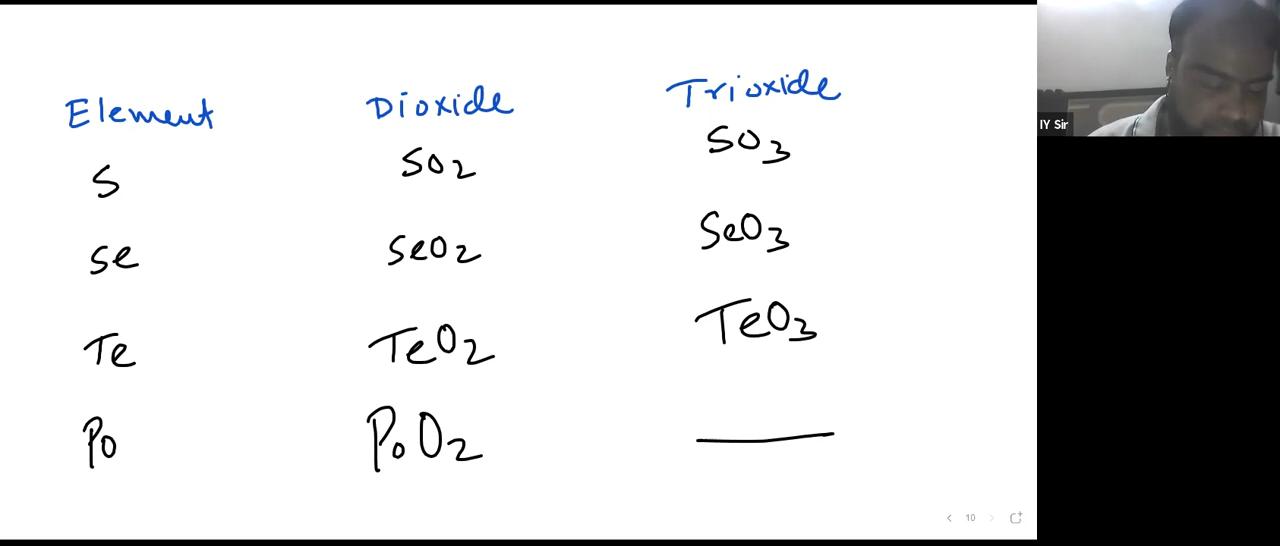 Element Dioxide Trioxide
S SO2 SO3
Se SeO2 SeO3
Te TeO2 TeO3
Po PoO2
IY Sir
10